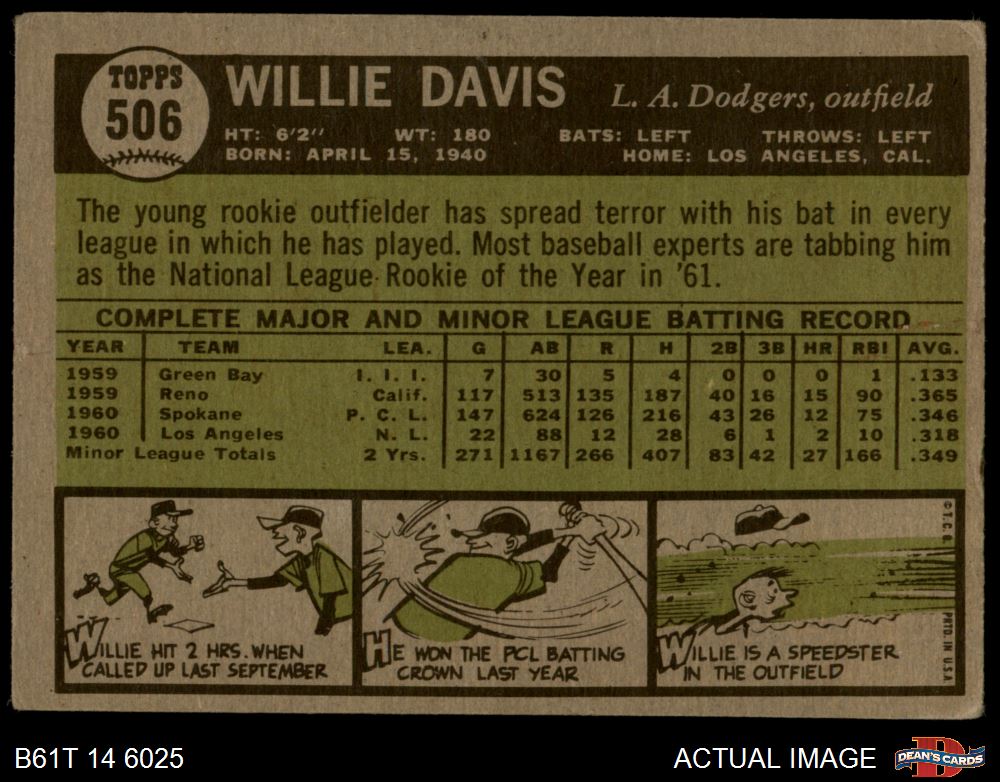 TOPPS
506
WILLIE DAVIS L. A. Dodgers, outfield
HT: 6'2" WT: 180 BATS: LEFT THROWS: LEFT
BORN: APRIL 15, 1940 HOME: LOS ANGELES, CAL.
The young rookie outfielder has spread terror with his bat in every
league in which he has played. Most baseball experts are tabbing him
as the National League Rookie of the Year in '61.
COMPLETE MAJOR AND MINOR LEAGUE BATTING RECORD
YEAR TEAM LEA. G AB R H 2B 3B HR RBI AVG.
1959 Green Bay I. I. I. 7 30 5 4 0 0 0 1 .133
1959 Reno Calif. 117 513 135 187 40 16 15 90 .365
1960 Spokane P. C. L. 147 624 126 216 43 26 12 75 .346
1960 Los Angeles N. L. 22 88 12 28 6 1 2 10 .318
Minor League Totals 2 Yrs. 271 1167 266 407 83 42 27 166 .349
WILLIE HIT 2 HRS. WHEN
CALLED UP LAST SEPTEMBER
HE WON THE PCL BATTING
CROWN LAST YEAR
WILLIE IS A SPEEDSTER
IN THE OUTFIELD
© T. C. G. PRTD. IN U.S.A.
B61T 14 6025 ACTUAL IMAGE
D
DEAN'S CARDS